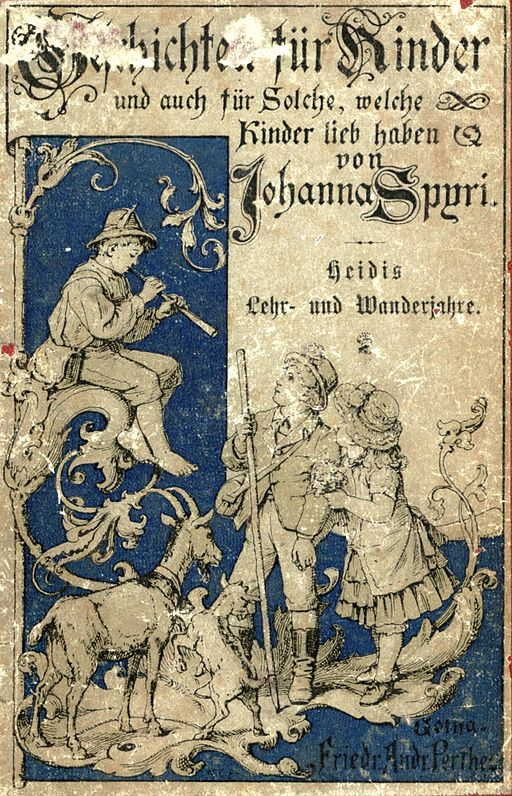 Geschichten für Kinder
und auch für Solche, welche
Kinder lieb haben
von
Johanna Spyri.
Heidis
Lehr- und Wanderjahre.
Gotha.
Friedr. And. Perthes